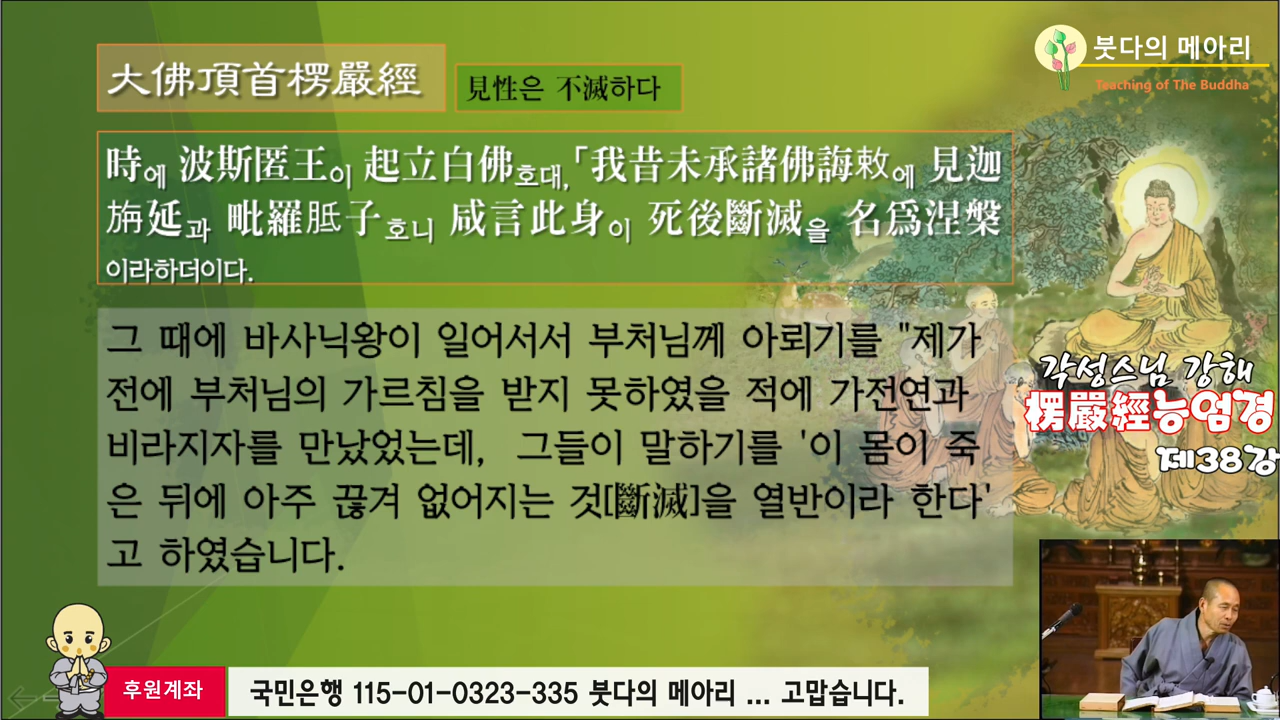 大佛頂首楞嚴經
見性은 不滅하다
붓다의 메아리
Teaching of The Buddha
時에 波斯匿王이 起立白佛호대, ｢我昔未承諸佛誨敕에 見迦
旃延과 毗羅胝子호니 咸言此身이 死後斷滅을 名爲涅槃
이라하더이다.
그 때에 바사닉왕이 일어서서 부처님께 아뢰기를 "제가
전에 부처님의 가르침을 받지 못하였을 적에 가전연과
비라지자를 만났었는데, 그들이 말하기를 '이 몸이 죽
은 뒤에 아주 끊겨 없어지는 것[斷滅]을 열반이라 한다'
고 하였습니다.
각성스님 강해
楞嚴經능엄경
제38강
후원계좌
국민은행 115-01-0323-335 붓다의 메아리 ... 고맙습니다.